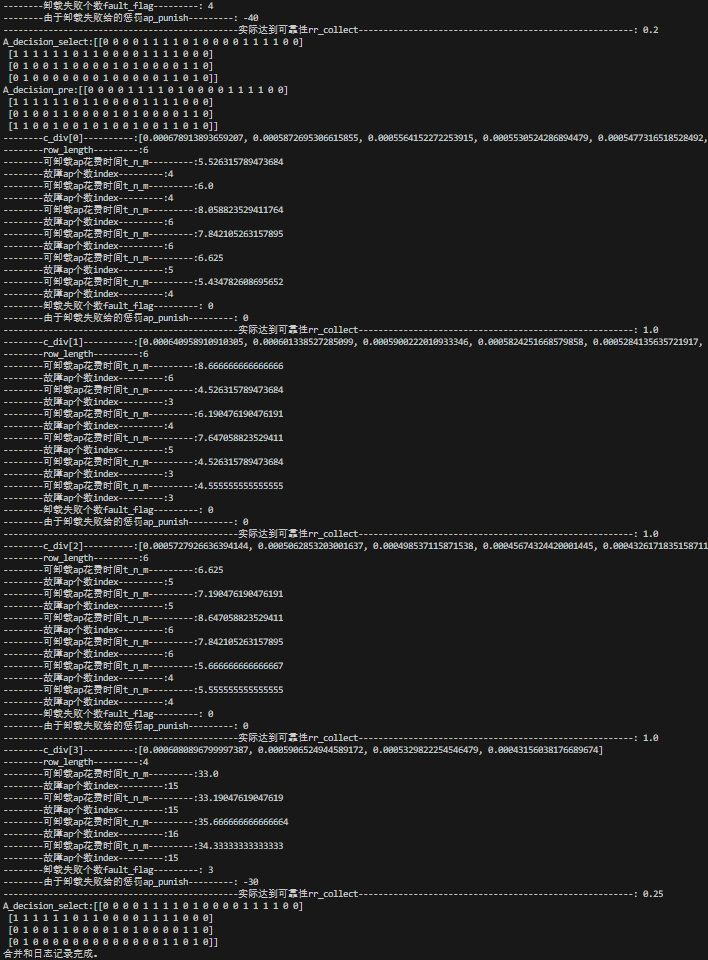 --------卸载失败个数fault_flag---------: 4
--------由于卸载失败给的惩罚ap_punish---------: -40
-----------------------------------------------实际达到可靠性rr_collect-------------------------------------------------------: 0.2
A_decision_select:[[0 0 0 0 1 1 1 1 0 1 0 0 0 0 1 1 1 1 0 0]
 [1 1 1 1 1 1 0 1 1 0 0 0 0 1 1 1 1 0 0 0]
 [0 1 0 0 1 1 0 0 0 0 1 0 1 0 0 0 0 1 1 0]
 [0 1 0 0 0 0 0 0 0 1 0 0 0 0 0 1 1 0 1 0]]
A_decision_pre:[[0 0 0 0 1 1 1 1 0 1 0 0 0 0 1 1 1 1 0 0]
 [1 1 1 1 1 1 0 1 1 0 0 0 0 1 1 1 1 0 0 0]
 [0 1 0 0 1 1 0 0 0 0 1 0 1 0 0 0 0 1 1 0]
 [1 1 0 0 1 0 0 1 0 1 0 0 1 0 0 1 1 0 1 0]]
--------c_div[0]----------:[0.000678913893659207, 0.0005872695306615855, 0.0005564152272253915, 0.0005530524286894479, 0.0005477316518528492,
--------row_length---------:6
--------可卸载ap花费时间t_n_m---------:5.526315789473684
--------故障ap个数index---------:4
--------可卸载ap花费时间t_n_m---------:6.0
--------故障ap个数index---------:4
--------可卸载ap花费时间t_n_m---------:8.058823529411764
--------故障ap个数index---------:6
--------可卸载ap花费时间t_n_m---------:7.842105263157895
--------故障ap个数index---------:6
--------可卸载ap花费时间t_n_m---------:6.625
--------故障ap个数index---------:5
--------可卸载ap花费时间t_n_m---------:5.434782608695652
--------故障ap个数index---------:4
--------卸载失败个数fault_flag---------: 0
--------由于卸载失败给的惩罚ap_punish---------: 0
-----------------------------------------------实际达到可靠性rr_collect-------------------------------------------------------: 1.0
--------c_div[1]----------:[0.000640958910910305, 0.000601338527285099, 0.0005900222010933346, 0.0005824251668579858, 0.0005284135635721917,
--------row_length---------:6
--------可卸载ap花费时间t_n_m---------:8.666666666666666
--------故障ap个数index---------:6
--------可卸载ap花费时间t_n_m---------:4.526315789473684
--------故障ap个数index---------:3
--------可卸载ap花费时间t_n_m---------:6.190476190476191
--------故障ap个数index---------:4
--------可卸载ap花费时间t_n_m---------:7.647058823529411
--------故障ap个数index---------:5
--------可卸载ap花费时间t_n_m---------:4.526315789473684
--------故障ap个数index---------:3
--------可卸载ap花费时间t_n_m---------:4.555555555555555
--------故障ap个数index---------:3
--------卸载失败个数fault_flag---------: 0
--------由于卸载失败给的惩罚ap_punish---------: 0
-----------------------------------------------实际达到可靠性rr_collect-------------------------------------------------------: 1.0
--------c_div[2]----------:[0.0005727926636394144, 0.0005062853203001637, 0.000498537115871538, 0.00045674324420001445, 0.0004326171835158711
--------row_length---------:6
--------可卸载ap花费时间t_n_m---------:6.625
--------故障ap个数index---------:5
--------可卸载ap花费时间t_n_m---------:7.190476190476191
--------故障ap个数index---------:5
--------可卸载ap花费时间t_n_m---------:8.647058823529411
--------故障ap个数index---------:6
--------可卸载ap花费时间t_n_m---------:7.842105263157895
--------故障ap个数index---------:6
--------可卸载ap花费时间t_n_m---------:5.666666666666667
--------故障ap个数index---------:4
--------可卸载ap花费时间t_n_m---------:5.555555555555555
--------故障ap个数index---------:4
--------卸载失败个数fault_flag---------: 0
--------由于卸载失败给的惩罚ap_punish---------: 0
-----------------------------------------------实际达到可靠性rr_collect-------------------------------------------------------: 1.0
--------c_div[3]----------:[0.0006080896799997387, 0.0005906524944589172, 0.0005329822254546479, 0.00043156038176689674]
--------row_length---------:4
--------可卸载ap花费时间t_n_m---------:33.0
--------故障ap个数index---------:15
--------可卸载ap花费时间t_n_m---------:33.19047619047619
--------故障ap个数index---------:15
--------可卸载ap花费时间t_n_m---------:35.666666666666664
--------故障ap个数index---------:16
--------可卸载ap花费时间t_n_m---------:34.33333333333333
--------故障ap个数index---------:15
--------卸载失败个数fault_flag---------: 3
--------由于卸载失败给的惩罚ap_punish---------: -30
-----------------------------------------------实际达到可靠性rr_collect-------------------------------------------------------: 0.25
A_decision_select:[[0 0 0 0 1 1 1 1 0 1 0 0 0 0 1 1 1 1 0 0]
 [1 1 1 1 1 1 0 1 1 0 0 0 0 1 1 1 1 0 0 0]
 [0 1 0 0 1 1 0 0 0 0 1 0 1 0 0 0 0 1 1 0]
 [0 1 0 0 0 0 0 0 0 0 0 0 0 0 0 1 1 0 1 0]]
合并和日志记录完成。